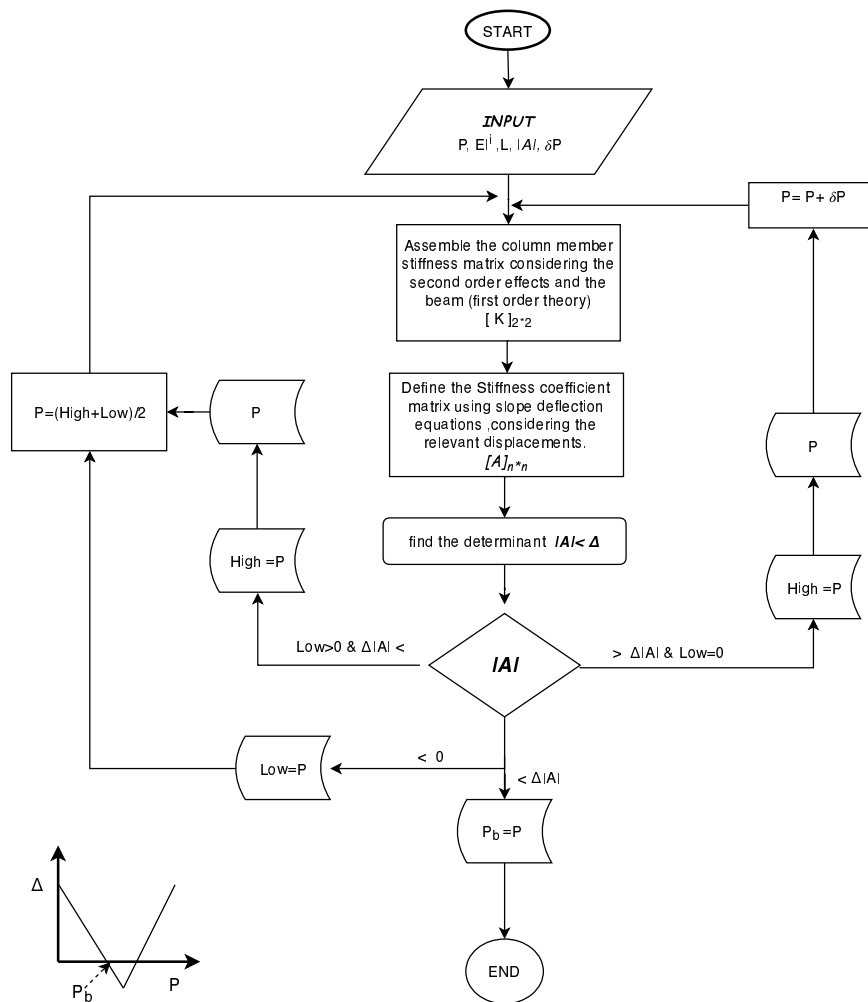 START
INPUT
P, EIⁱ ,L, |A|, δP
P= P+ δP
Assemble the column member
stiffness matrix considering the
second order effects and the
beam (first order theory)
[ K ]2*2
P=(High+Low)/2
P
Define the Stiffness coefficient
matrix using slope deflection
equations ,considering the
relevant displacements.
[A]n*n
P
High =P
find the determinant |A|< Δ
High =P
Low>0 & Δ|A| <
|A|
> Δ|A| & Low=0
< 0
Low=P
< Δ|A|
Pb =P
Δ
P
Pb
END